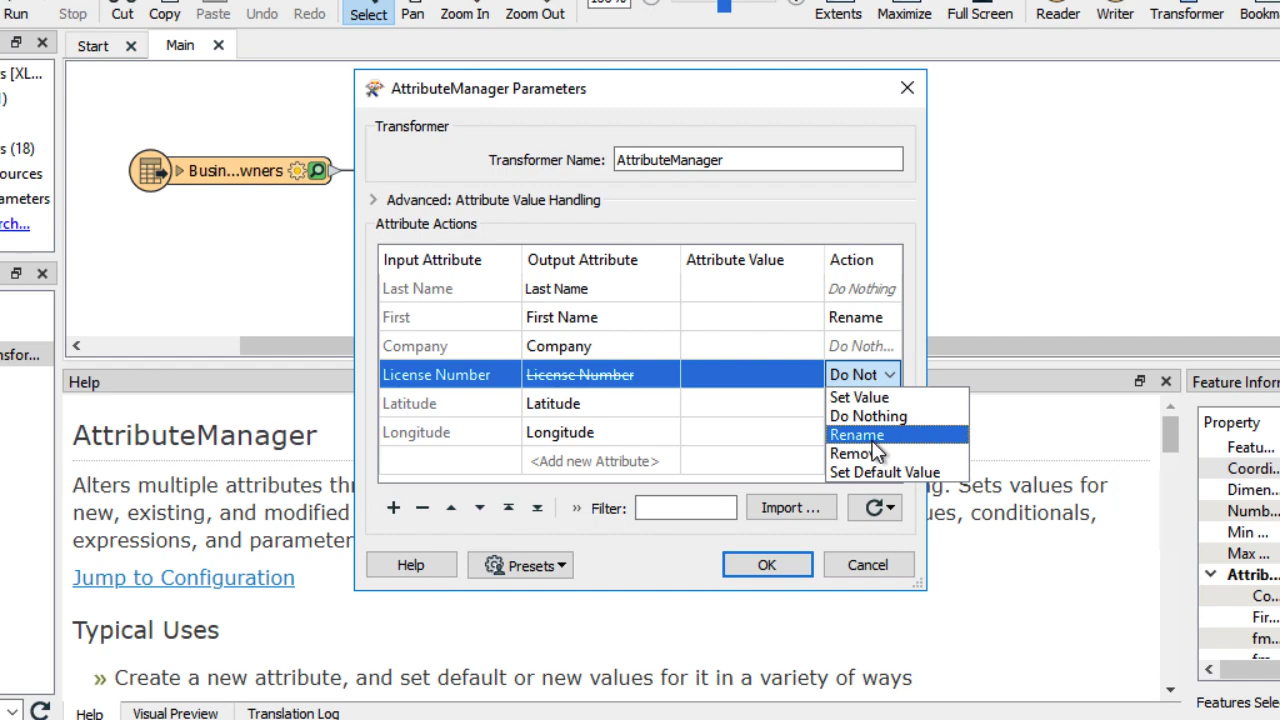 Run Stop Cut Copy Paste Undo Redo Select Pan Zoom In Zoom Out Extents Maximize Full Screen Reader Writer Transformer Bookm
Start Main
s [XL...
(18)
ources
ameters
rch...
nsfor...
Busin...wners
AttributeManager Parameters
Transformer
Transformer Name: AttributeManager
Advanced: Attribute Value Handling
Attribute Actions
Input Attribute Output Attribute Attribute Value Action
Last Name Last Name Do Nothing
First First Name Rename
Company Company Do Noth...
License Number License Number Do Not
Latitude Latitude
Longitude Longitude
<Add new Attribute>
Set Value
Do Nothing
Rename
Remov
Set Default Value
Filter: Import ...
Help Presets OK Cancel
Help
AttributeManager
Alters multiple attributes thr ng. Sets values for
new, existing, and modified ues, conditionals,
expressions, and parameter
Jump to Configuration
Typical Uses
» Create a new attribute, and set default or new values for it in a variety of ways
Help Visual Preview Translation Log
Feature Inforr
Property
Featu...
Coordi...
Dimen...
Numb...
Min ...
Max ...
Attrib...
Co...
Fir...
fm...
Features Sele